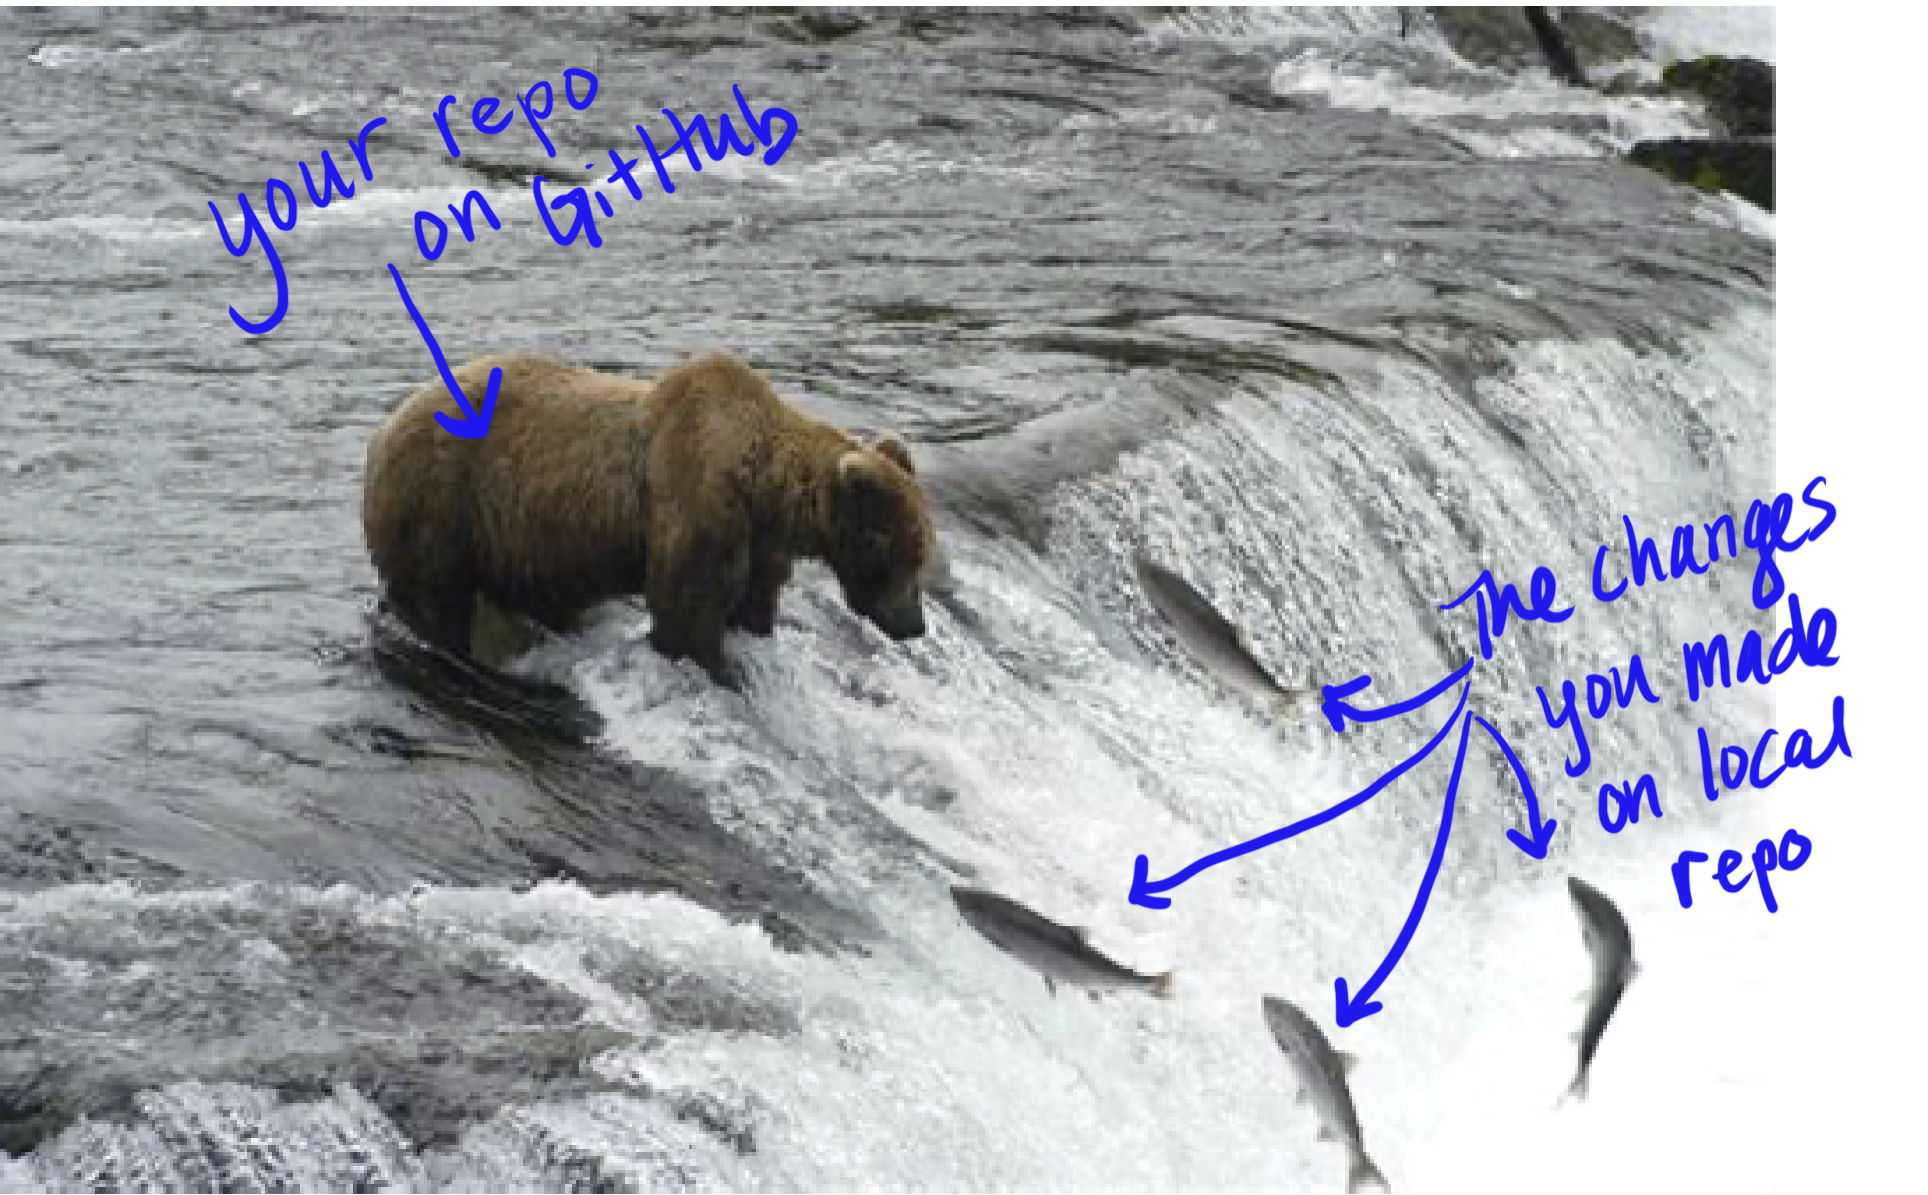 your repo
on GitHub
The changes
you made
on local
repo